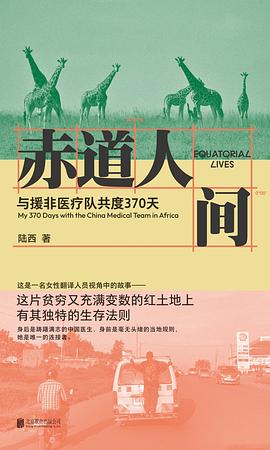 赤道人间
EQUATORIAL
LIVES
与援非医疗队共度370天
My 370 Days with the China Medical Team in Africa
陆西 著
这是一名女性翻译人员视角中的故事——
这片贫穷又充满变数的红土地上
有其独特的生存法则
身后是踌躇满志的中国医生，身前是毫无头绪的当地规则，
她是唯一的连接者。
北京联合出版公司